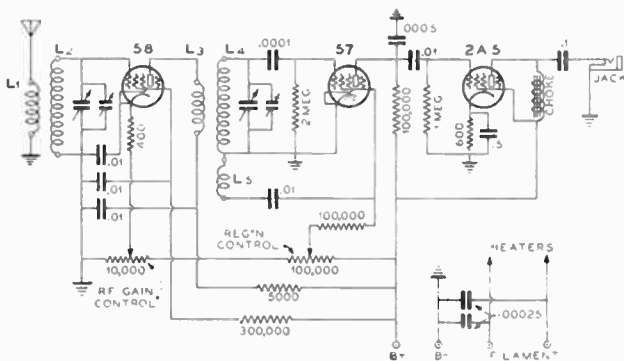 L1
L2
58
L3
L4
.0001
57
.0005
.01
2A5
.1
JACK
CHOKE
400
2 MEG
100,000
1 MEG
600
.5
.01
.01
.01
L5
.01
REG'N
CONTROL
100,000
10,000
100,000
RF GAIN
CONTROL
5000
300,000
HEATERS
.00025
B+
B-
FILAMENT